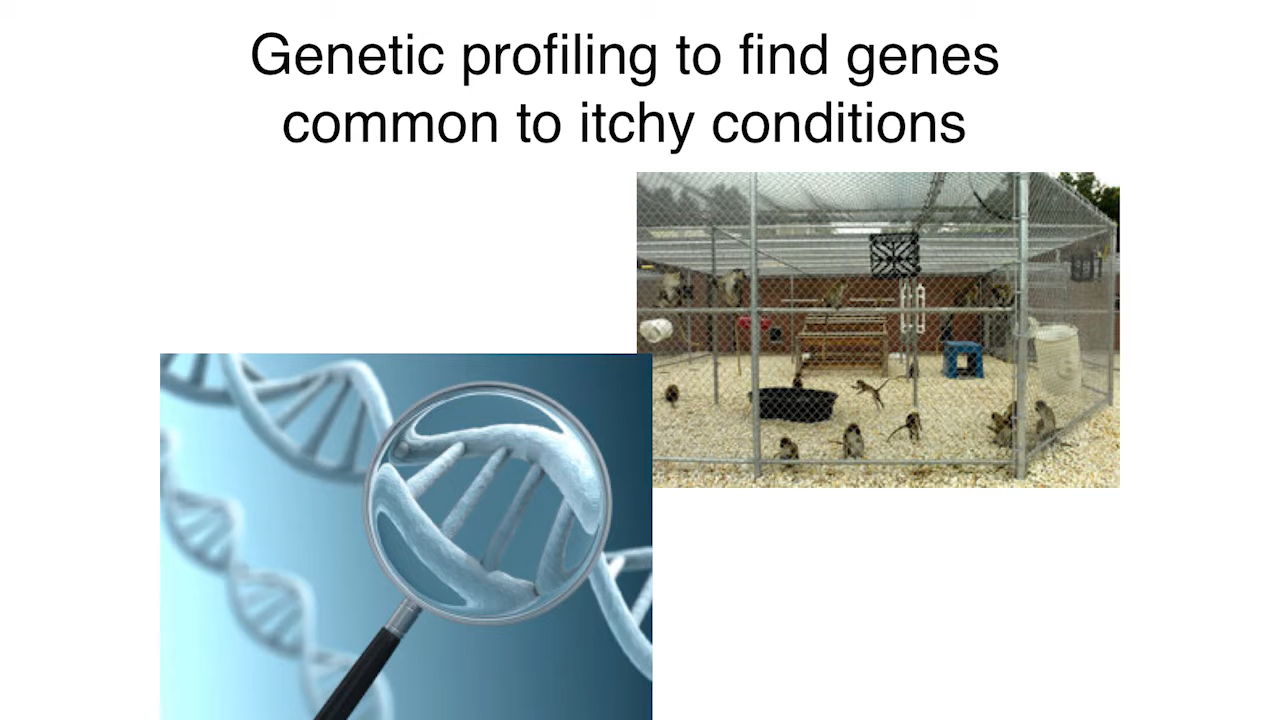 Genetic profiling to find genes
common to itchy conditions